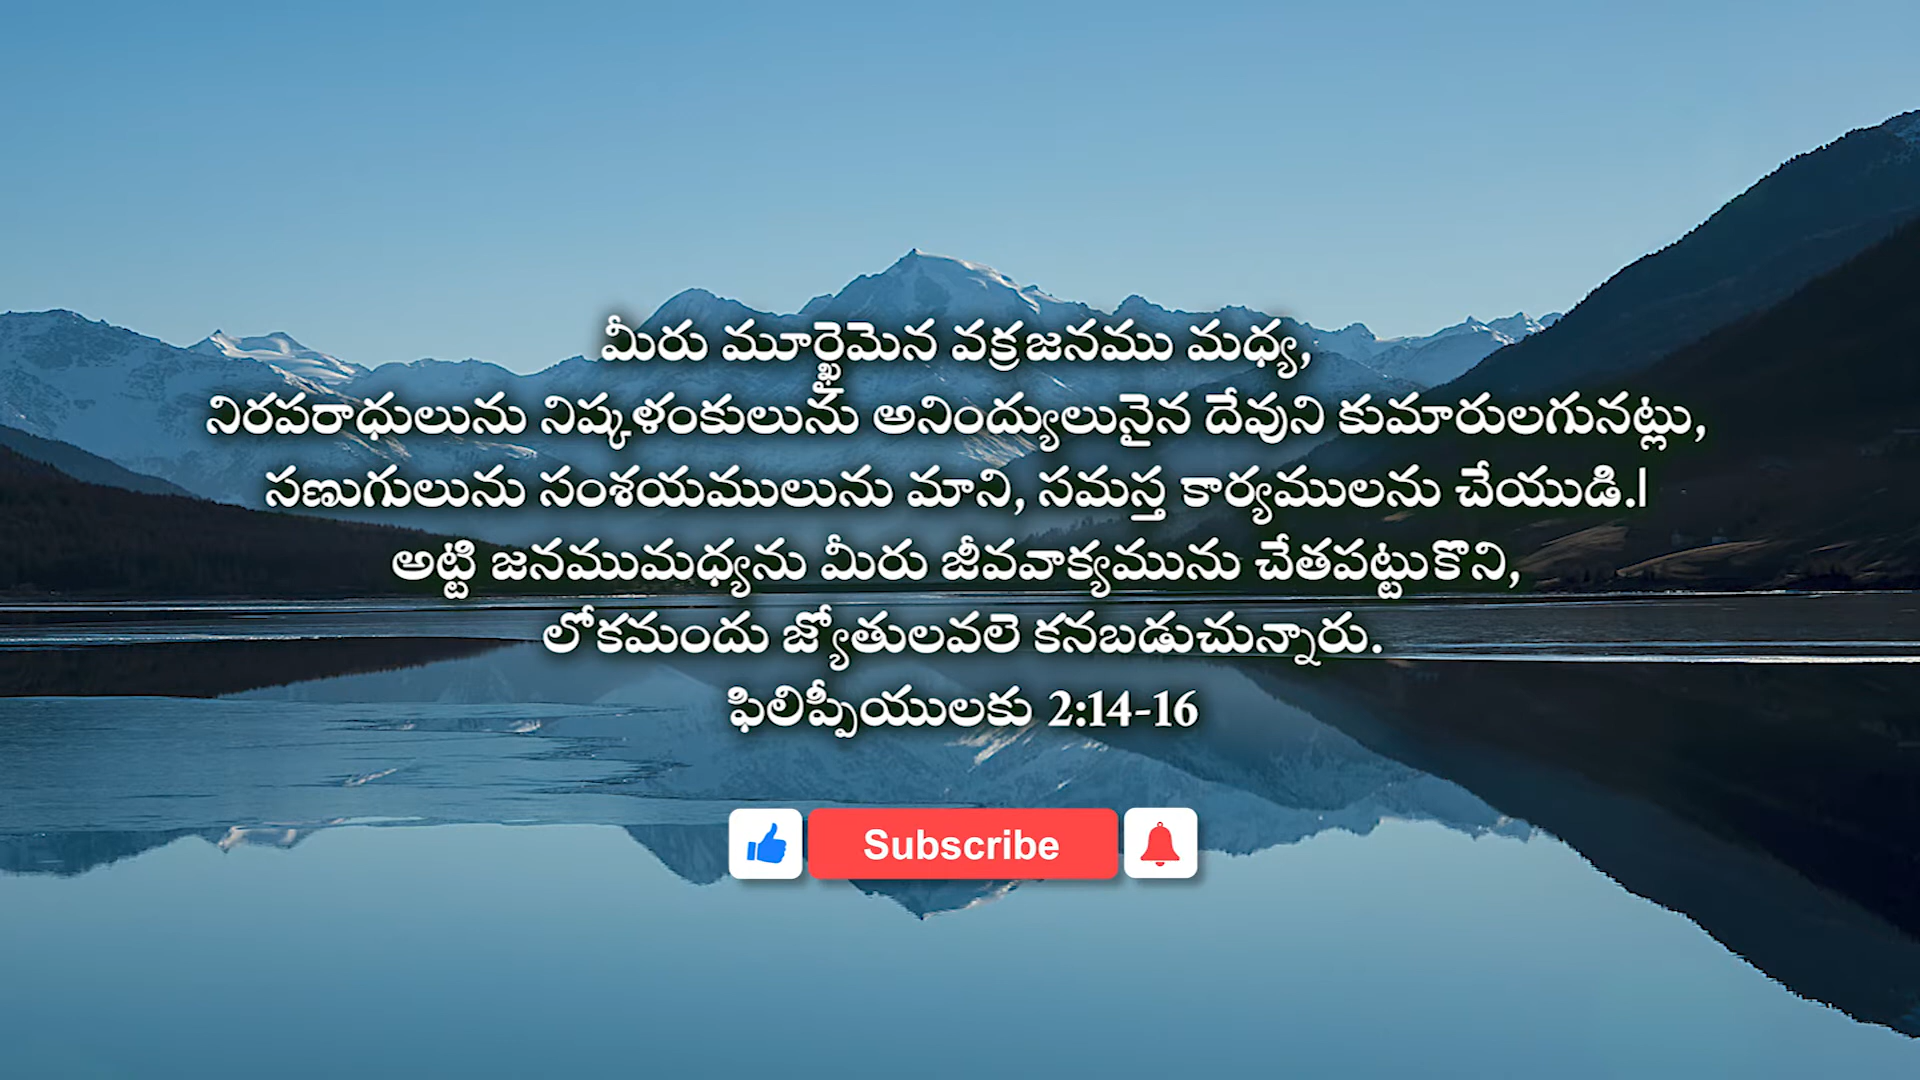 మీరు మూర్ఖమైన వక్రజనము మధ్య,
నిరపరాధులును నిష్కళంకులును అనింద్యులునైన దేవుని కుమారులగునట్లు,
సణుగులును సంశయములును మాని, సమస్త కార్యములను చేయుడి.|
అట్టి జనముమధ్యను మీరు జీవవాక్యమును చేతపట్టుకొని,
లోకమందు జ్యోతులవలె కనబడుచున్నారు.
ఫిలిప్పీయులకు 2:14-16
Subscribe